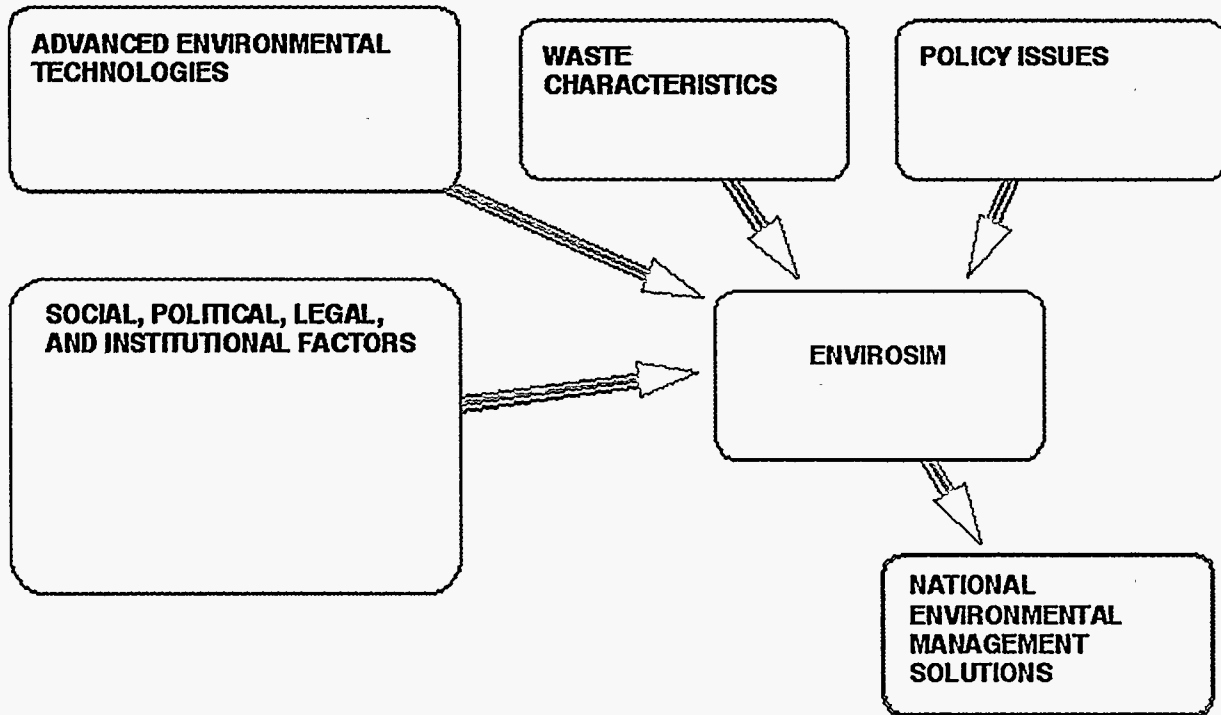 ADVANCED ENVIRONMENTAL
TECHNOLOGIES
WASTE
CHARACTERISTICS
POLICY ISSUES
SOCIAL, POLITICAL, LEGAL,
AND INSTITUTIONAL FACTORS
ENVIROSIM
NATIONAL
ENVIRONMENTAL
MANAGEMENT
SOLUTIONS